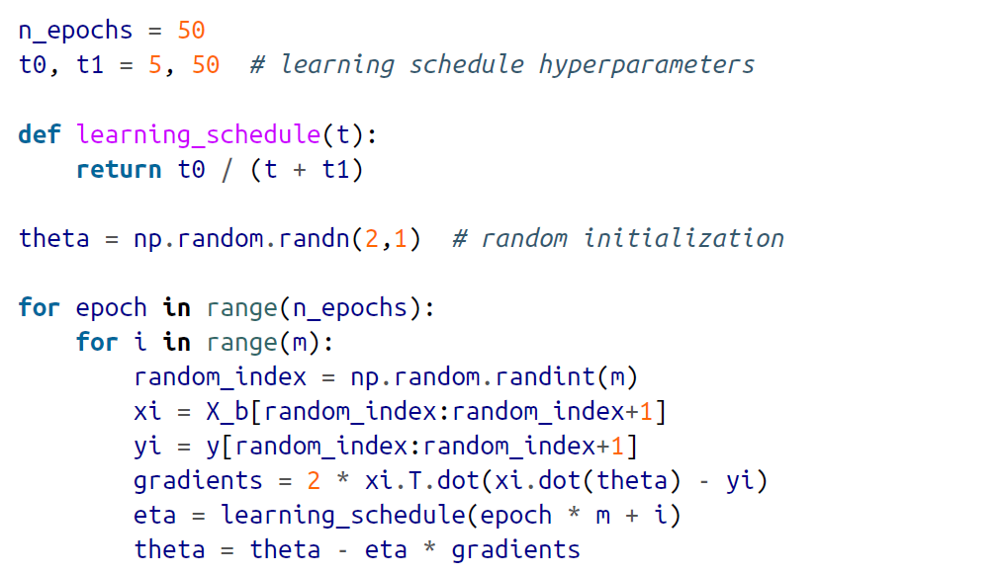 n_epochs = 50
t0, t1 = 5, 50  # learning schedule hyperparameters

def learning_schedule(t):
    return t0 / (t + t1)

theta = np.random.randn(2,1)  # random initialization

for epoch in range(n_epochs):
    for i in range(m):
        random_index = np.random.randint(m)
        xi = X_b[random_index:random_index+1]
        yi = y[random_index:random_index+1]
        gradients = 2 * xi.T.dot(xi.dot(theta) - yi)
        eta = learning_schedule(epoch * m + i)
        theta = theta - eta * gradients